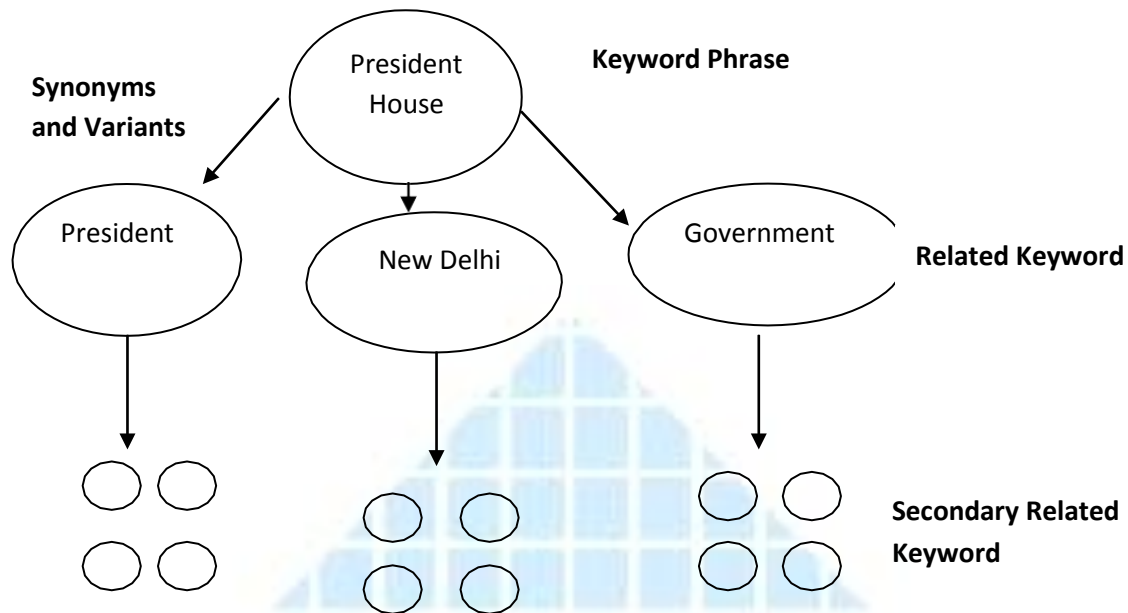 President
House
Keyword Phrase
Synonyms
and Variants
President
New Delhi
Government
Related Keyword
Secondary Related
Keyword